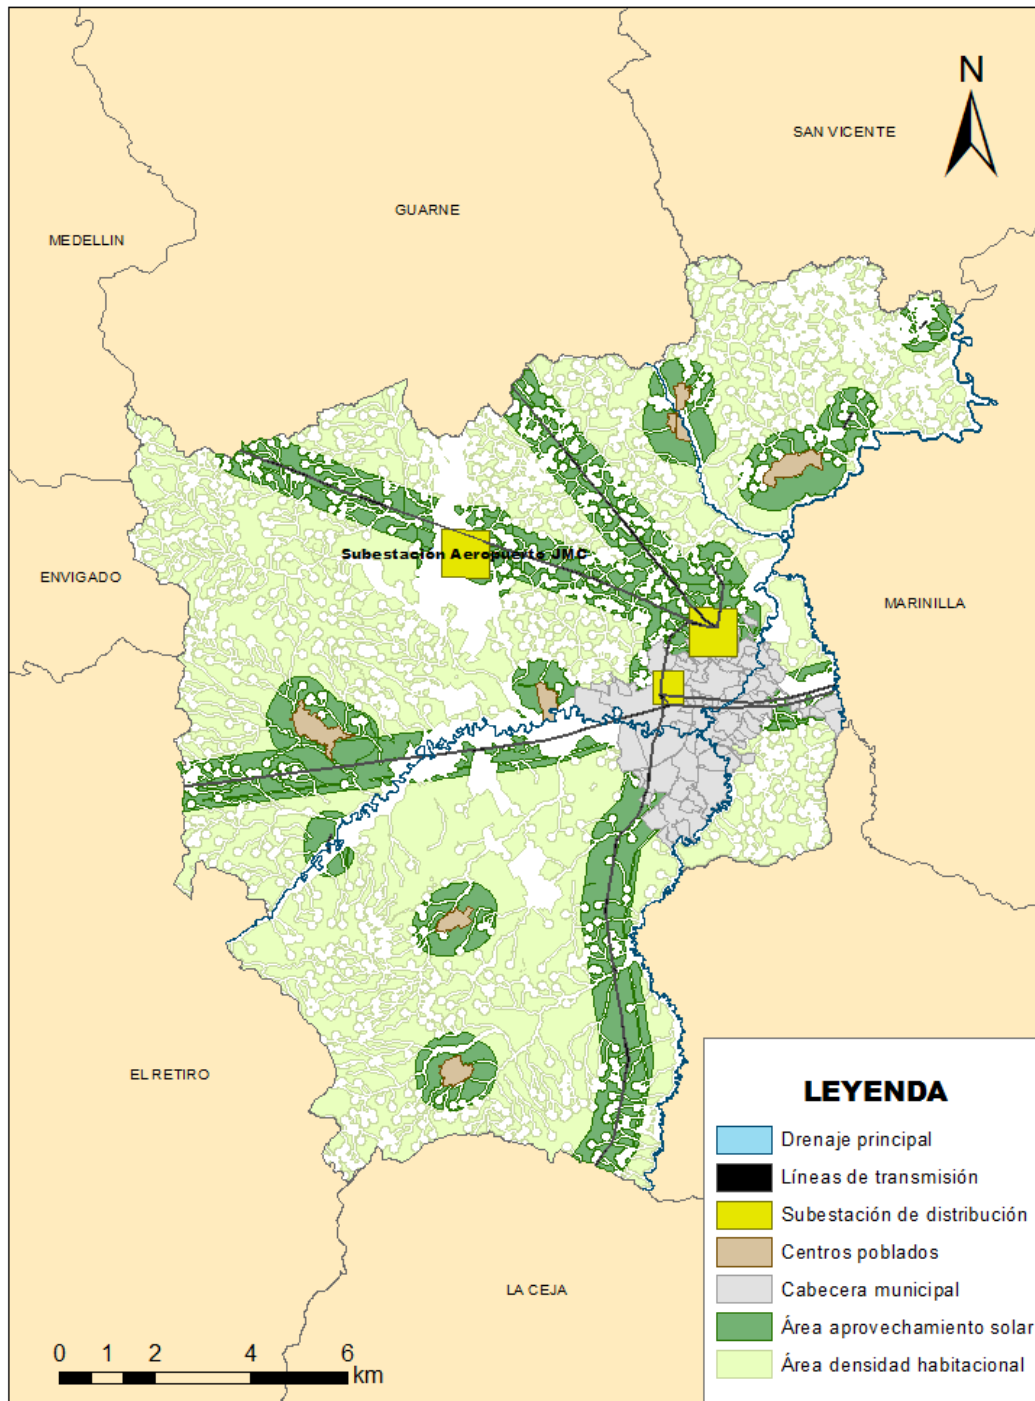 N
SAN VICENTE
GUARNE
MEDELLIN
Subestación Aeropuerto JMC
ENVIGADO
MARINILLA
EL RETIRO
LA CEJA
LEYENDA
Drenaje principal
Líneas de transmisión
Subestación de distribución
Centros poblados
Cabecera municipal
Área aprovechamiento solar
Área densidad habitacional
0 1 2 4 6
km